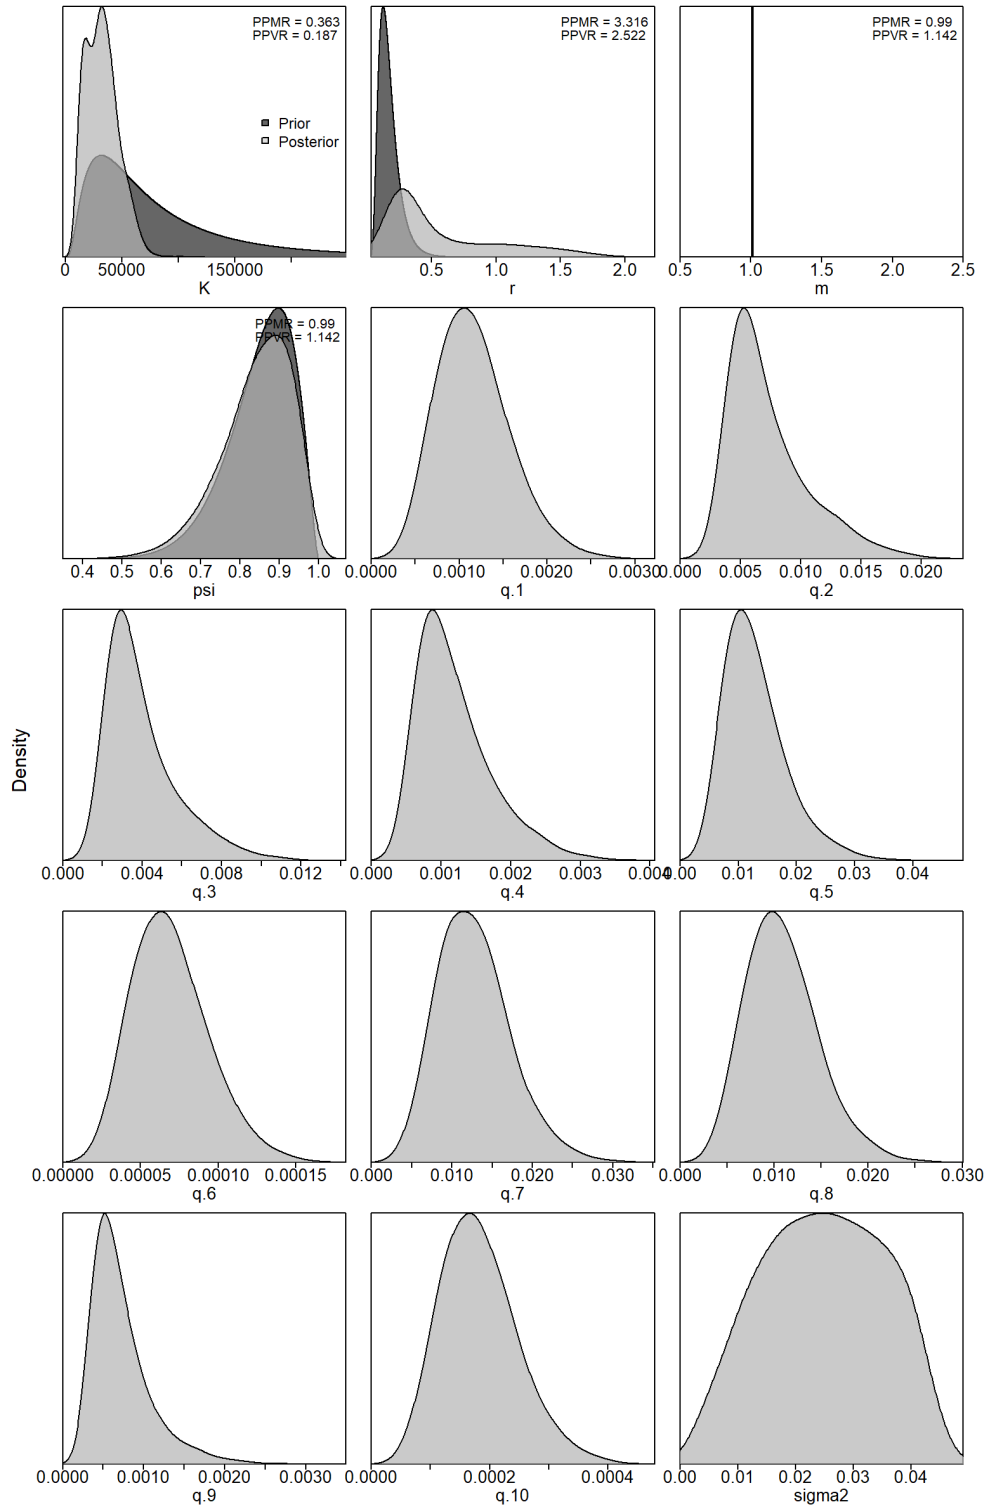 PPMR = 0.363
PPVR = 0.187
Prior
Posterior
0 50000 150000
K
PPMR = 3.316
PPVR = 2.522
0.5 1.0 1.5 2.0
r
PPMR = 0.99
PPVR = 1.142
0.5 1.0 1.5 2.0 2.5
m
PPMR = 0.99
PPVR = 1.142
0.4 0.5 0.6 0.7 0.8 0.9 1.0
psi
0.0000 0.0010 0.0020 0.0030
q.1
0.000 0.005 0.010 0.015 0.020
q.2
Density
0.000 0.004 0.008 0.012
q.3
0.000 0.001 0.002 0.003 0.004
q.4
0.00 0.01 0.02 0.03 0.04
q.5
0.00000 0.00005 0.00010 0.00015
q.6
0.000 0.010 0.020 0.030
q.7
0.000 0.010 0.020 0.030
q.8
0.0000 0.0010 0.0020 0.0030
q.9
0.0000 0.0002 0.0004
q.10
0.00 0.01 0.02 0.03 0.04
sigma2